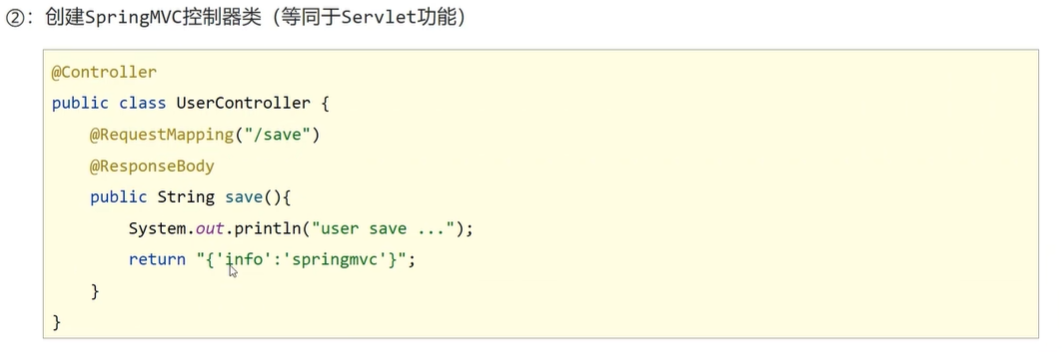 ②：创建SpringMVC控制器类（等同于Servlet功能）
@Controller
public class UserController {
    @RequestMapping("/save")
    @ResponseBody
    public String save(){
        System.out.println("user save ...");
        return "{'info':'springmvc'}";
    }
}